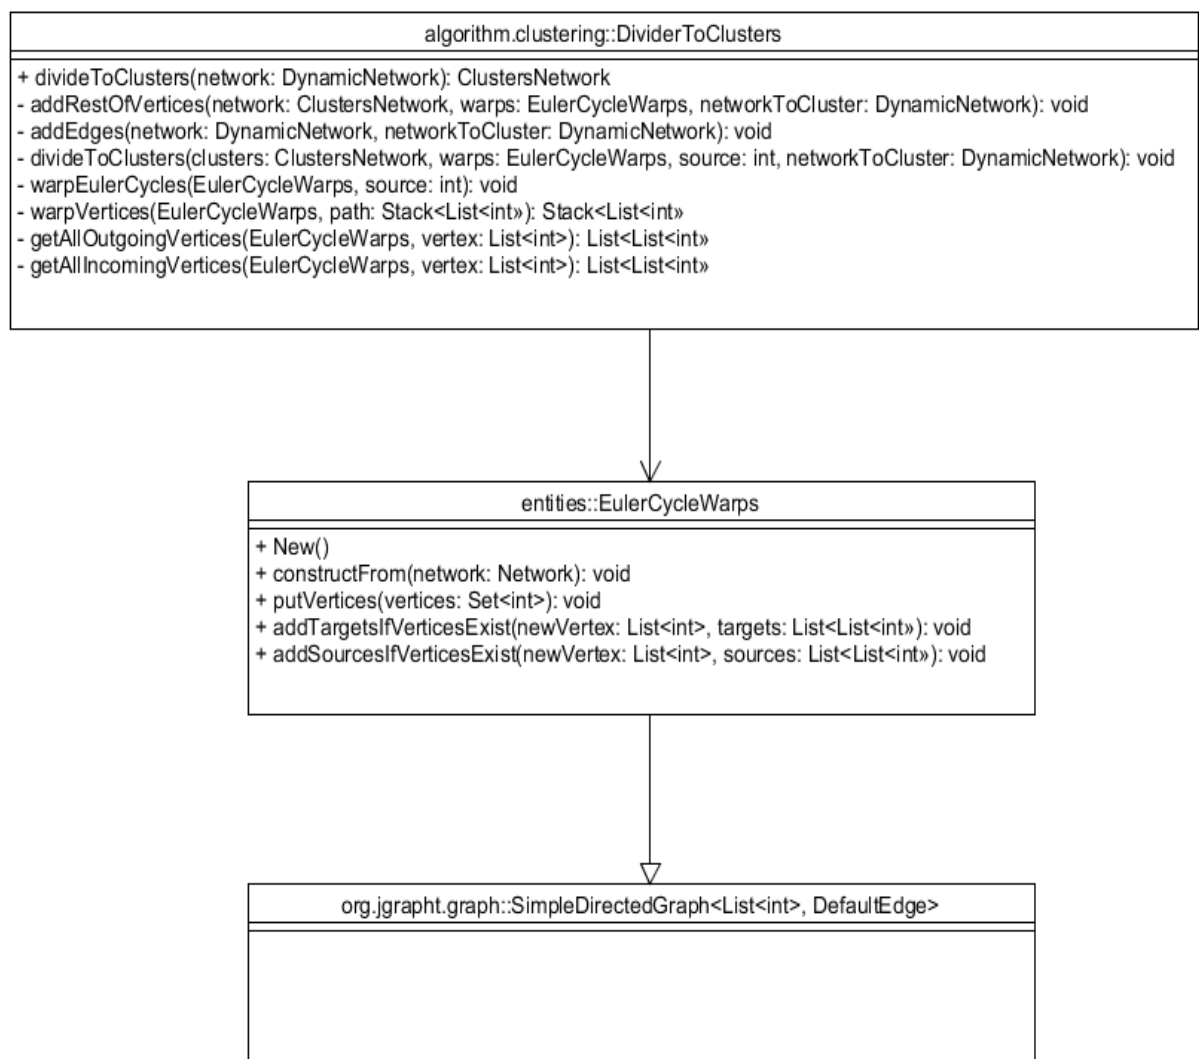 algorithm.clustering::DividerToClusters
+ divideToClusters(network: DynamicNetwork): ClustersNetwork
- addRestOfVertices(network: ClustersNetwork, warps: EulerCycleWarps, networkToCluster: DynamicNetwork): void
- addEdges(network: DynamicNetwork, networkToCluster: DynamicNetwork): void
- divideToClusters(clusters: ClustersNetwork, warps: EulerCycleWarps, source: int, networkToCluster: DynamicNetwork): void
- warpEulerCycles(EulerCycleWarps, source: int): void
- warpVertices(EulerCycleWarps, path: Stack<List<int»): Stack<List<int»
- getAllOutgoingVertices(EulerCycleWarps, vertex: List<int>): List<List<int»
- getAllIncomingVertices(EulerCycleWarps, vertex: List<int>): List<List<int»
entities::EulerCycleWarps
+ New()
+ constructFrom(network: Network): void
+ putVertices(vertices: Set<int>): void
+ addTargetsIfVerticesExist(newVertex: List<int>, targets: List<List<int»): void
+ addSourcesIfVerticesExist(newVertex: List<int>, sources: List<List<int»): void
org.jgrapht.graph::SimpleDirectedGraph<List<int>, DefaultEdge>